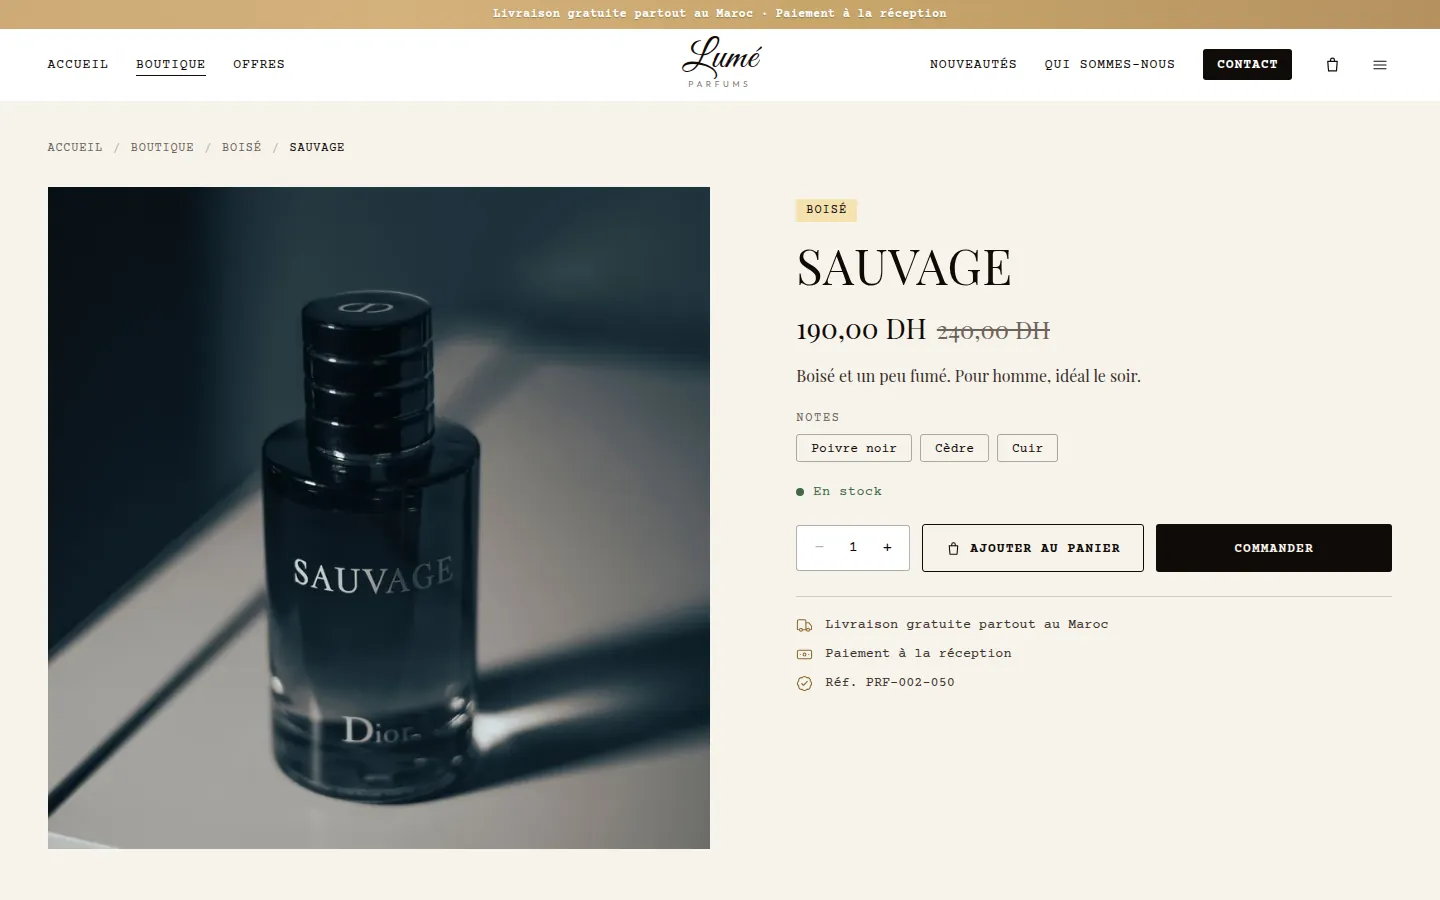 Livraison gratuite partout au Maroc · Paiement à la réception
ACCUEIL BOUTIQUE OFFRES
Lumé
PARFUMS
NOUVEAUTÉS QUI SOMMES-NOUS CONTACT
ACCUEIL / BOUTIQUE / BOISÉ / SAUVAGE
SAUVAGE
Dior
BOISÉ
SAUVAGE
190,00 DH 240,00 DH
Boisé et un peu fumé. Pour homme, idéal le soir.
NOTES
Poivre noir Cèdre Cuir
En stock
− 1 + AJOUTER AU PANIER COMMANDER
Livraison gratuite partout au Maroc
Paiement à la réception
Réf. PRF-002-050